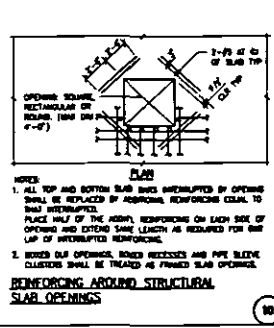 2-#5 AT ℄
OF SLAB TYP
OPENING SQUARE,
RECTANGULAR OR
ROUND. (MAX DIM
4'-0")
CLR TYP
PLAN
NOTES:
1. ALL TOP AND BOTTOM SLAB BARS INTERRUPTED BY OPENING
SHALL BE REPLACED BY ADDITIONAL REINFORCING EQUAL TO
THAT INTERRUPTED.
PLACE HALF OF THE ADDT'L REINFORCING ON EACH SIDE OF
OPENING AND EXTEND SAME LENGTH AS REQUIRED FOR
LAP OF INTERRUPTED REINFORCING.
2. BOXED OUT OPENINGS, BOXED RECESSES AND PIPE SLEEVE
CLUSTERS SHALL BE TREATED AS FRAMED SLAB OPENINGS.
REINFORCING AROUND STRUCTURAL
SLAB OPENINGS